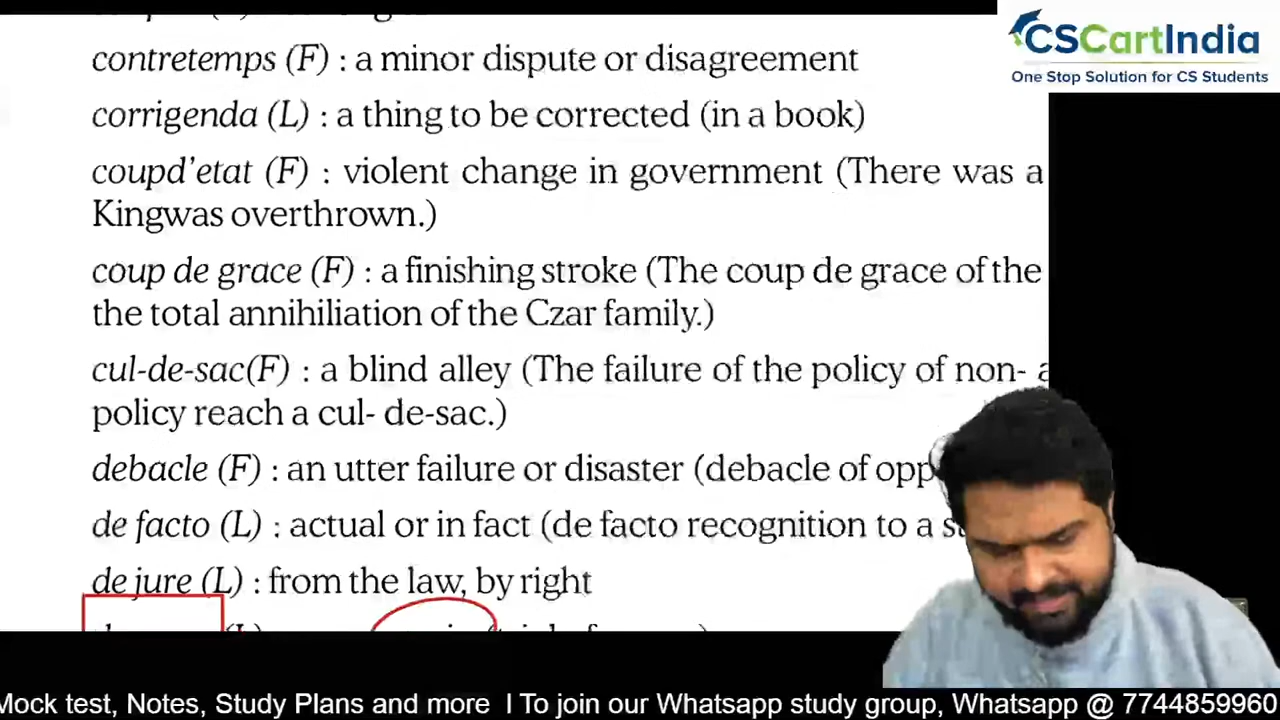 contretemps (F) : a minor dispute or disagreement
corrigenda (L) : a thing to be corrected (in a book)
coupd'etat (F) : violent change in government (There was a
Kingwas overthrown.)
coup de grace (F) : a finishing stroke (The coup de grace of the
the total annihiliation of the Czar family.)
cul-de-sac(F) : a blind alley (The failure of the policy of non-
policy reach a cul- de-sac.)
debacle (F) : an utter failure or disaster (debacle of
de facto (L) : actual or in fact (de facto recognition to a
de jure (L) : from the law, by right
CSCartIndia
One Stop Solution for CS Students
Mock test, Notes, Study Plans and more I To join our Whatsapp study group, Whatsapp @ 7744859960